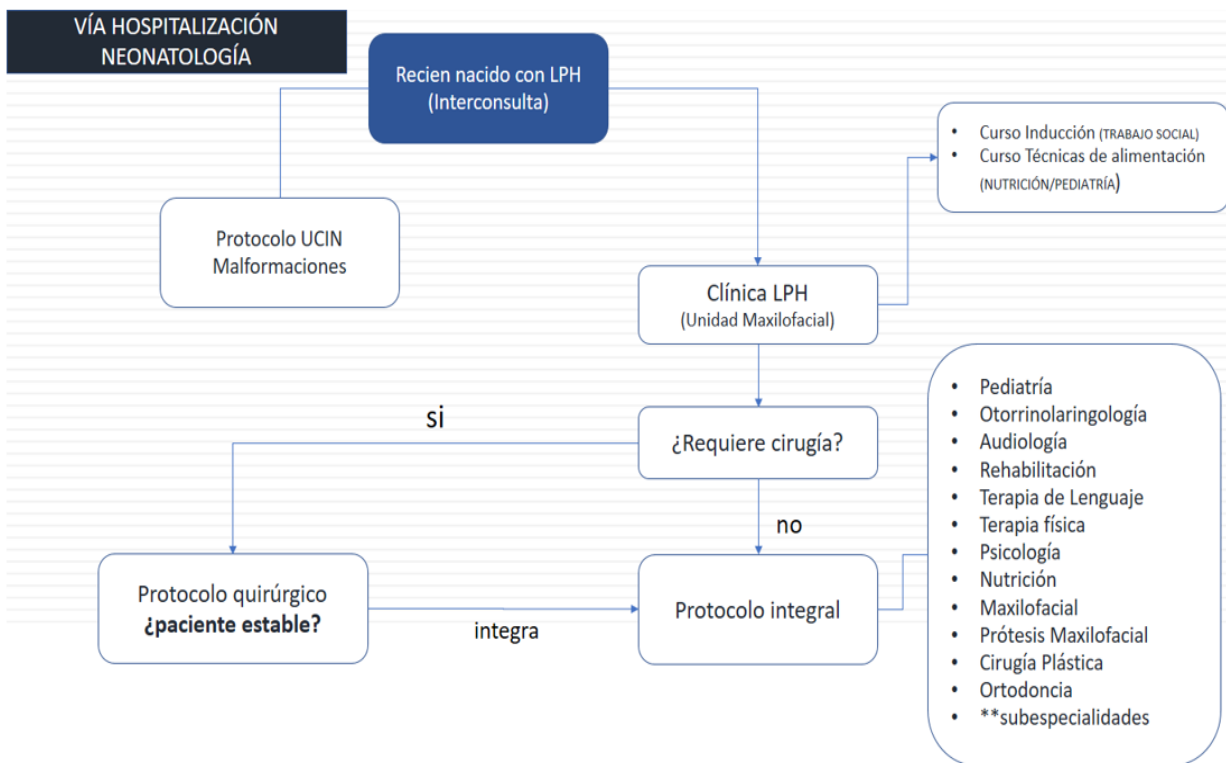 VÍA HOSPITALIZACIÓN
NEONATOLOGÍA
Recien nacido con LPH
(Interconsulta)
• Curso Inducción (TRABAJO SOCIAL)
• Curso Técnicas de alimentación
(NUTRICIÓN/PEDIATRÍA)
Protocolo UCIN
Malformaciones
Clínica LPH
(Unidad Maxilofacial)
si
¿Requiere cirugía?
no
Protocolo quirúrgico
¿paciente estable?
integra
Protocolo integral
• Pediatría
• Otorrinolaringología
• Audiología
• Rehabilitación
• Terapia de Lenguaje
• Terapia física
• Psicología
• Nutrición
• Maxilofacial
• Prótesis Maxilofacial
• Cirugía Plástica
• Ortodoncia
• **subespecialidades